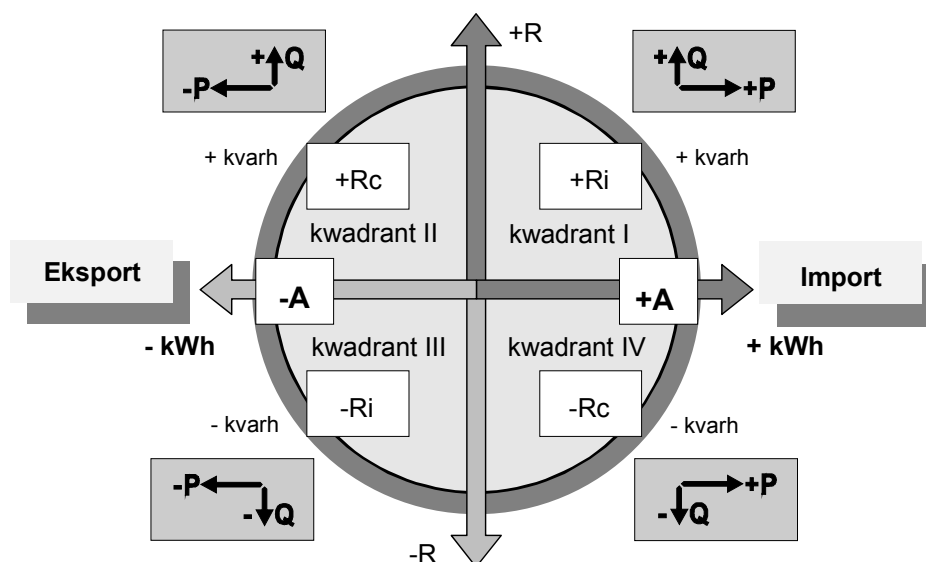 +R
+Q
-P
+Q
+P
+ kvarh
+ kvarh
+Rc
+Ri
kwadrant II
kwadrant I
Eksport
-A
+A
Import
- kWh
+ kWh
kwadrant III
kwadrant IV
-Ri
-Rc
- kvarh
- kvarh
-P
-Q
+P
-Q
-R